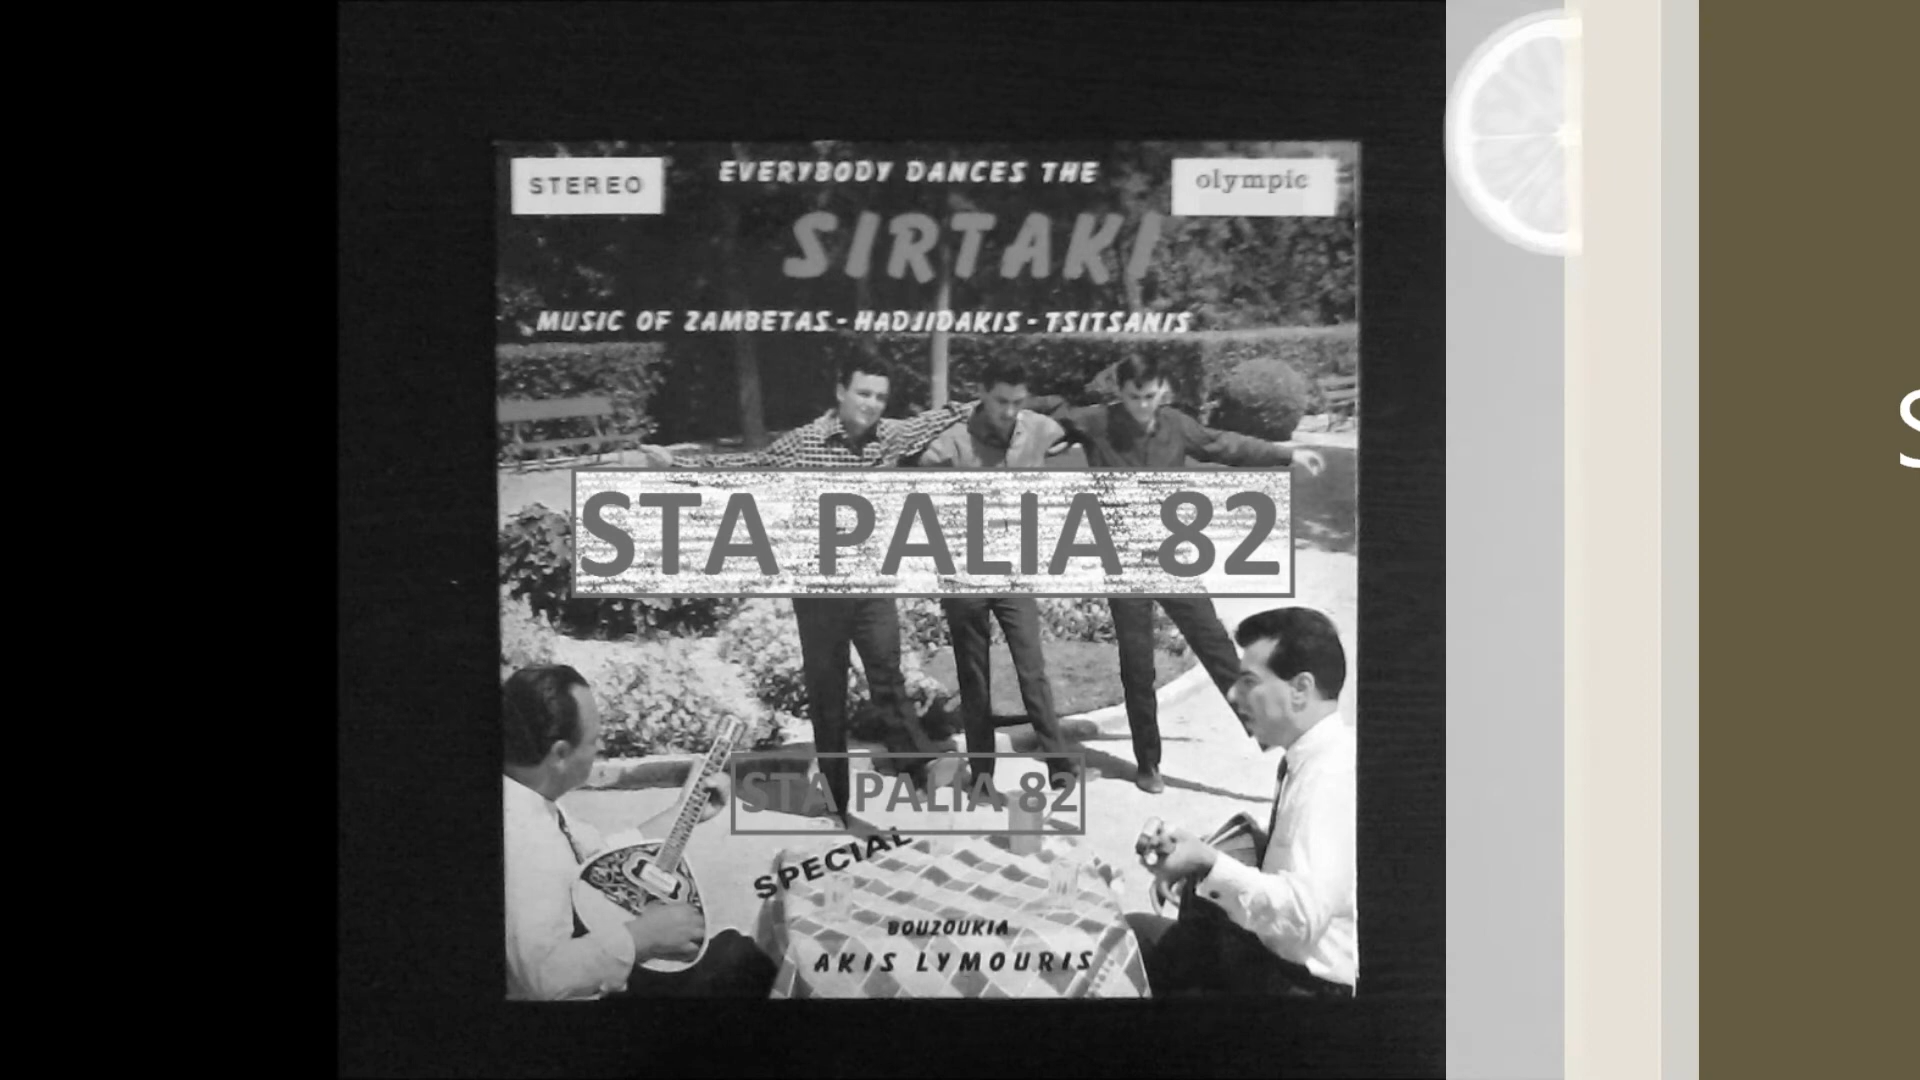 STEREO
EVERYBODY DANCES THE
olympic
SIRTAKI
MUSIC OF ZAMBETAS - HADJIDAKIS - TSITSANIS
STA PALIA 82
STA PALIA 82
SPECIAL
BOUZOUKIA
AKIS LYMOURIS
S